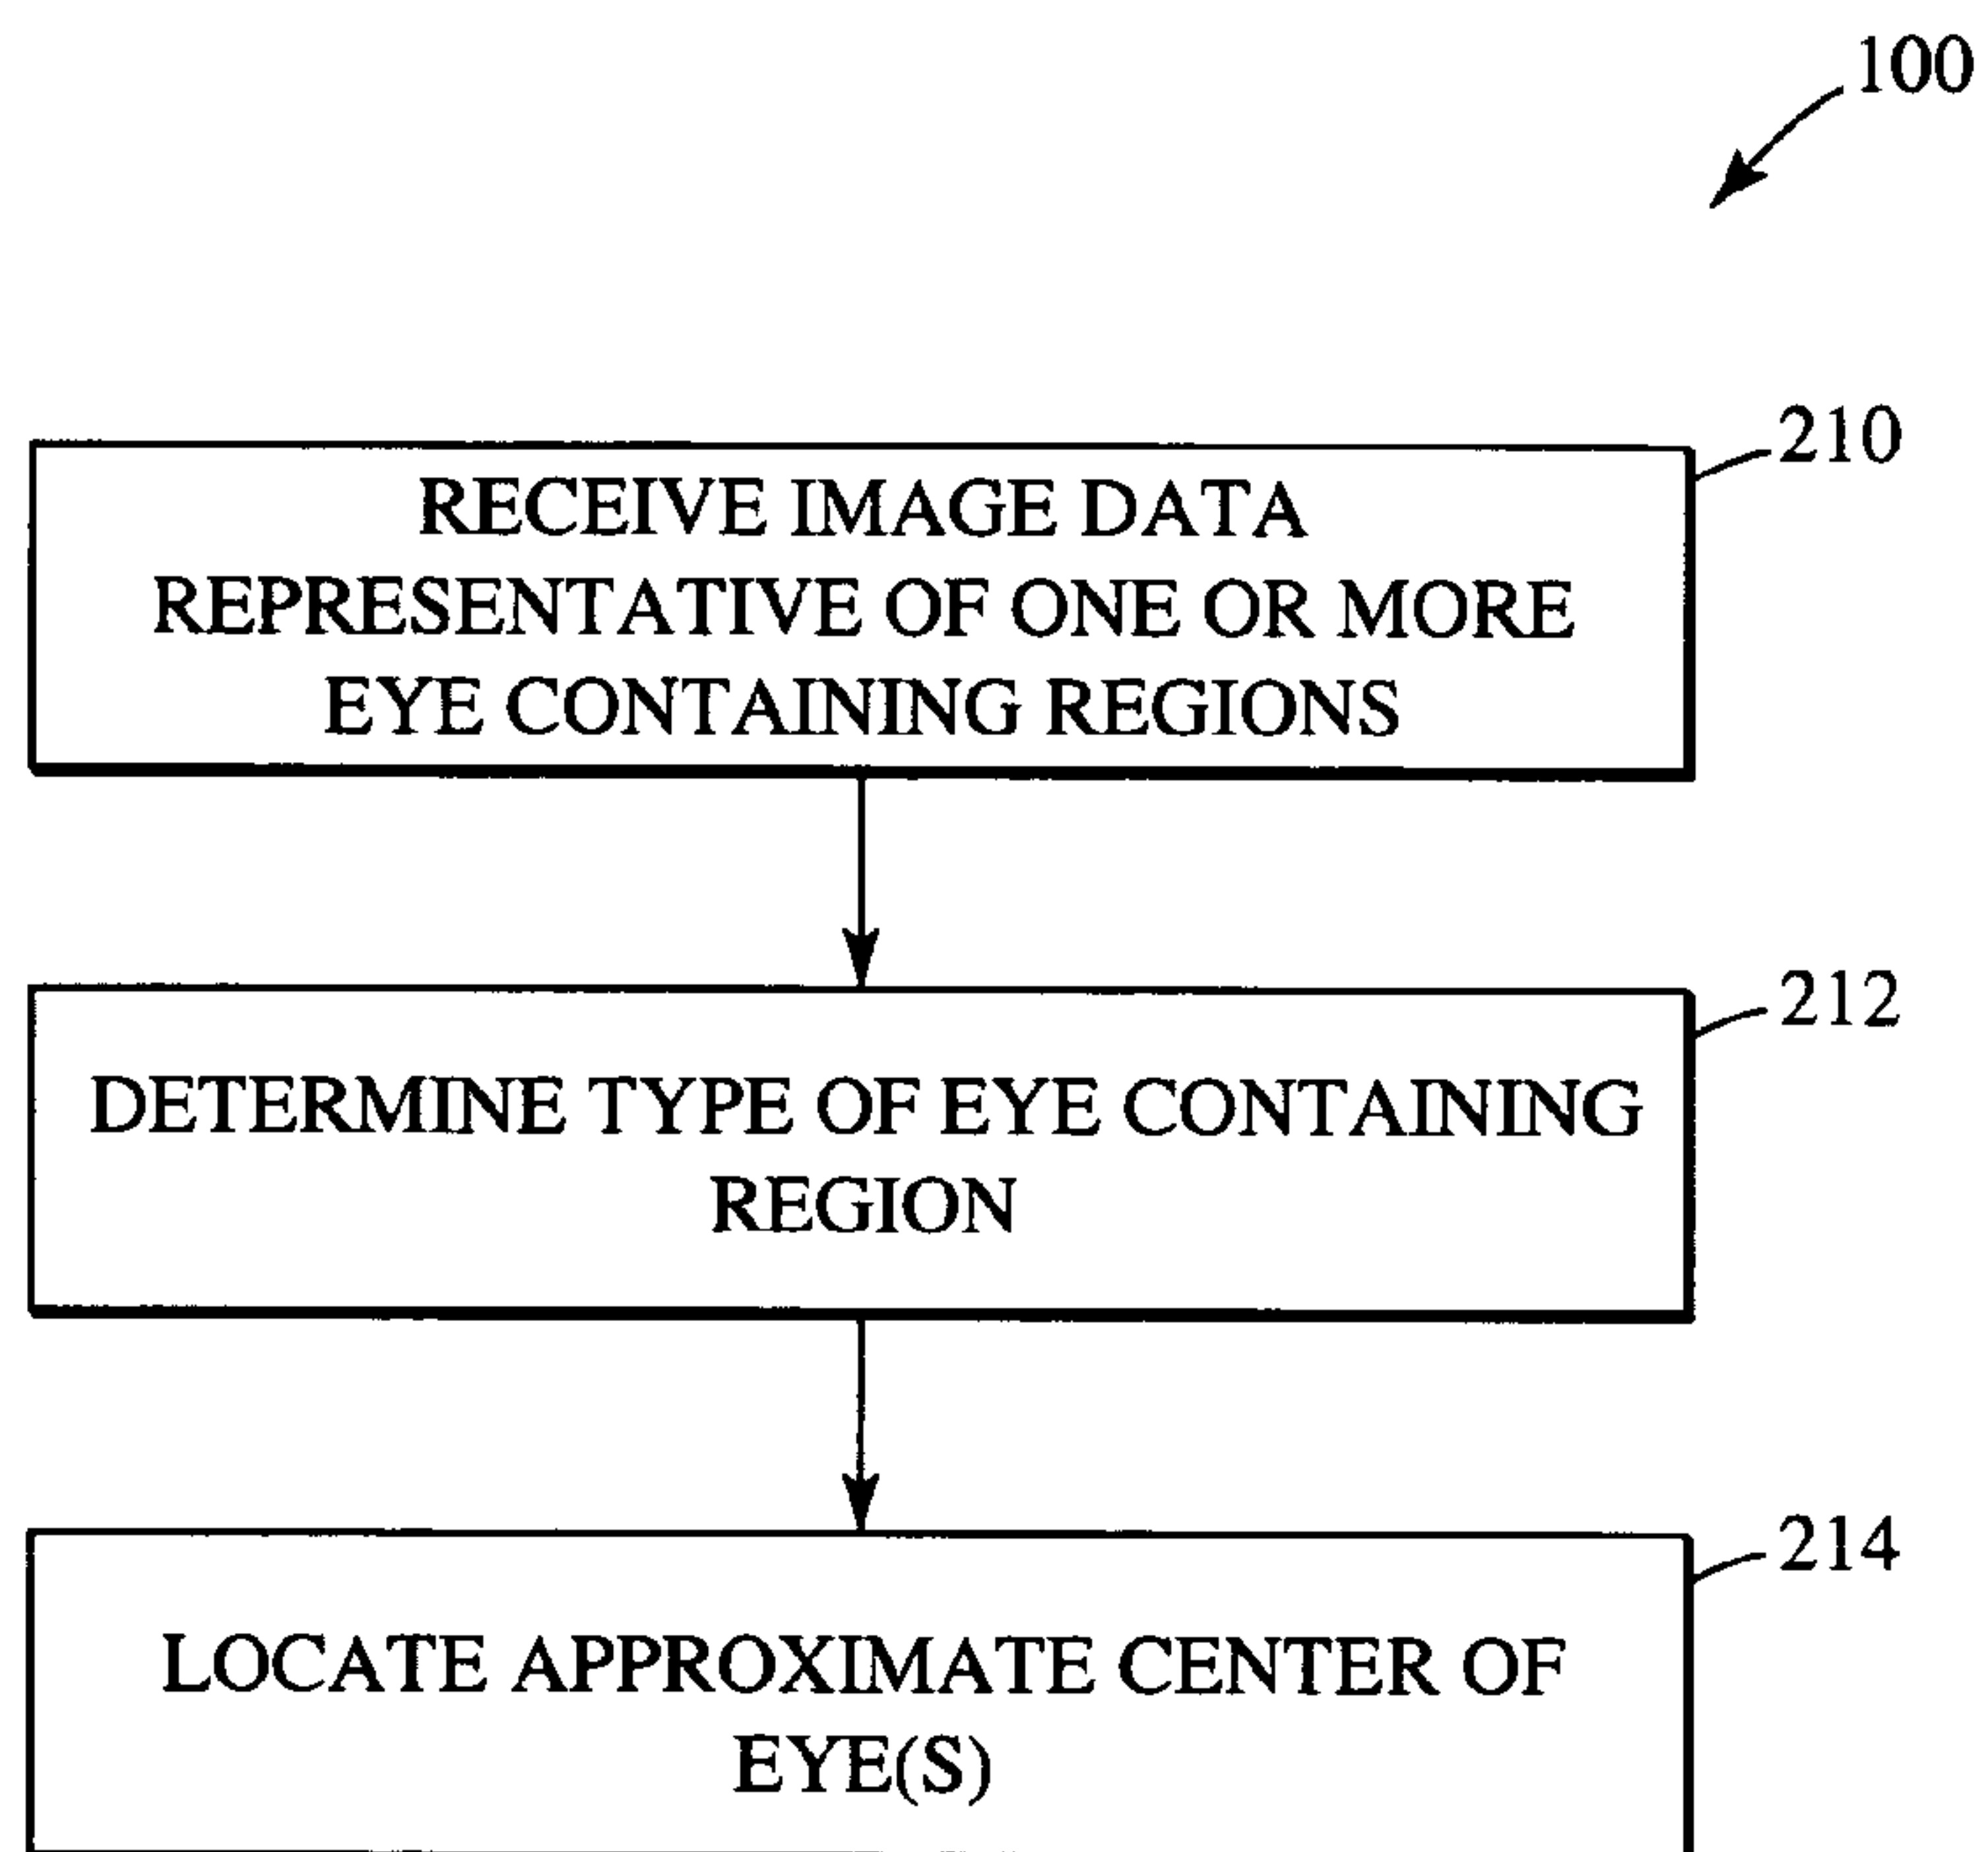 100
210
RECEIVE IMAGE DATA
REPRESENTATIVE OF ONE OR MORE
EYE CONTAINING REGIONS
212
DETERMINE TYPE OF EYE CONTAINING
REGION
214
LOCATE APPROXIMATE CENTER OF
EYE(S)